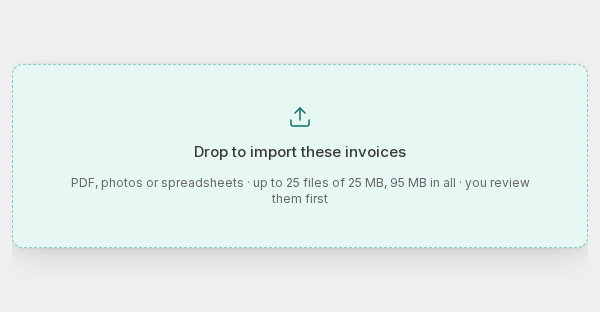 Drop to import these invoices
PDF, photos or spreadsheets · up to 25 files of 25 MB, 95 MB in all · you review
them first